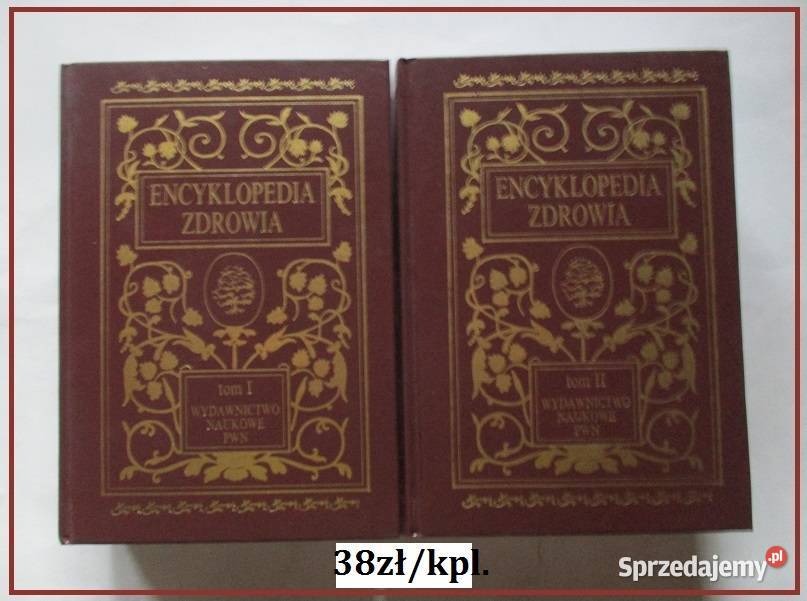 ENCYKLOPEDIA
ZDROWIA
tom I
WYDAWNICTWO
NAUKOWE
PWN
ENCYKLOPEDIA
ZDROWIA
tom II
WYDAWNICTWO
NAUKOWE
PWN
38zł/kpl.
Sprzedajemy.pl